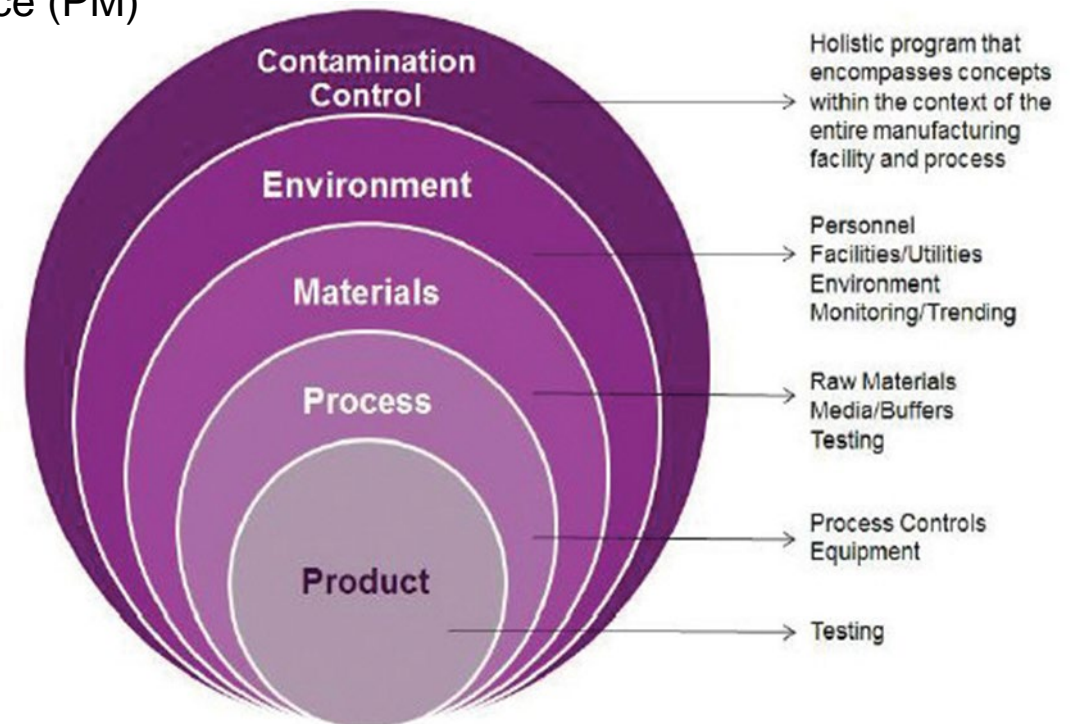 ce (PM)
Contamination
Control
Holistic program that
encompasses concepts
within the context of the
entire manufacturing
facility and process
Environment
Personnel
Facilities/Utilities
Environment
Monitoring/Trending
Materials
Raw Materials
Media/Buffers
Testing
Process
Process Controls
Equipment
Product
Testing